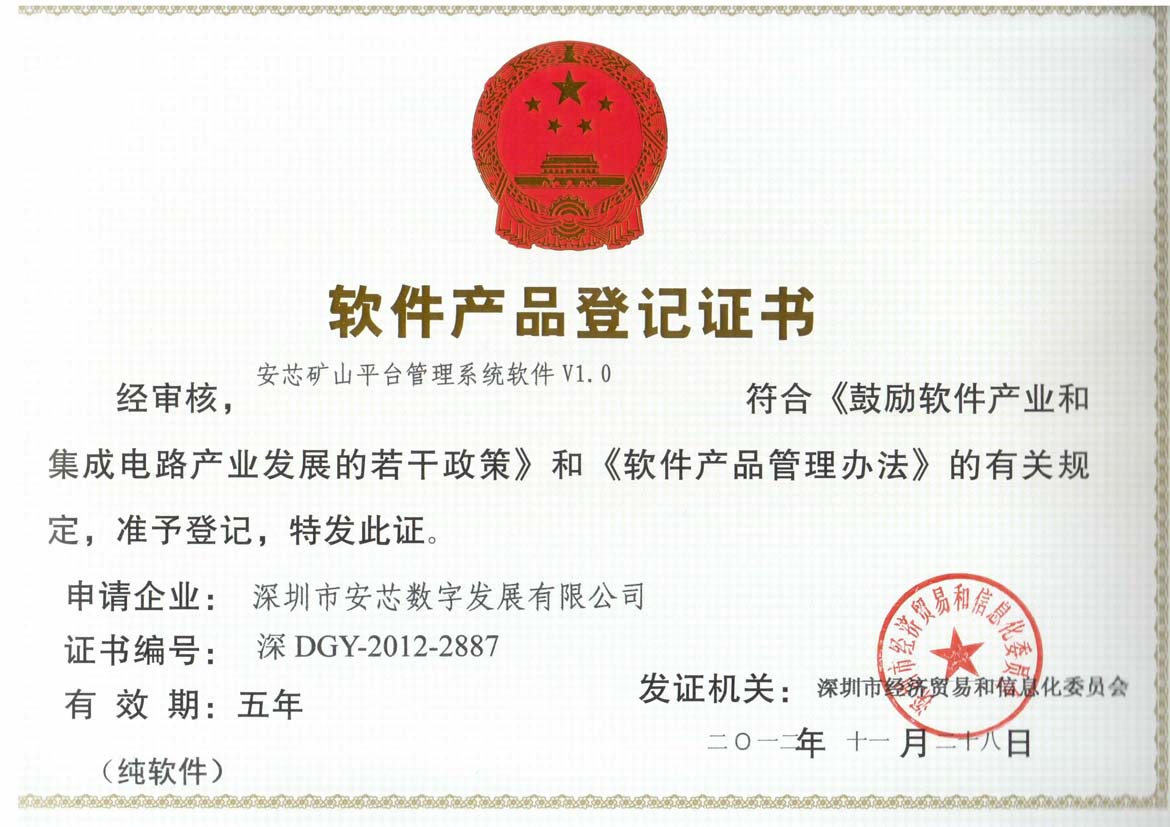 软件产品登记证书
经审核，安芯矿山平台管理系统软件 V1.0 符合《鼓励软件产业和
集成电路产业发展的若干政策》和《软件产品管理办法》的有关规
定，准予登记，特发此证。
申请企业：深圳市安芯数字发展有限公司
证书编号：深 DGY-2012-2887
有 效 期：五年
（纯软件）
发证机关：深圳市经济贸易和信息化委员会
二〇一二年 十一月二十八日
深圳市经济贸易和信息化委员会